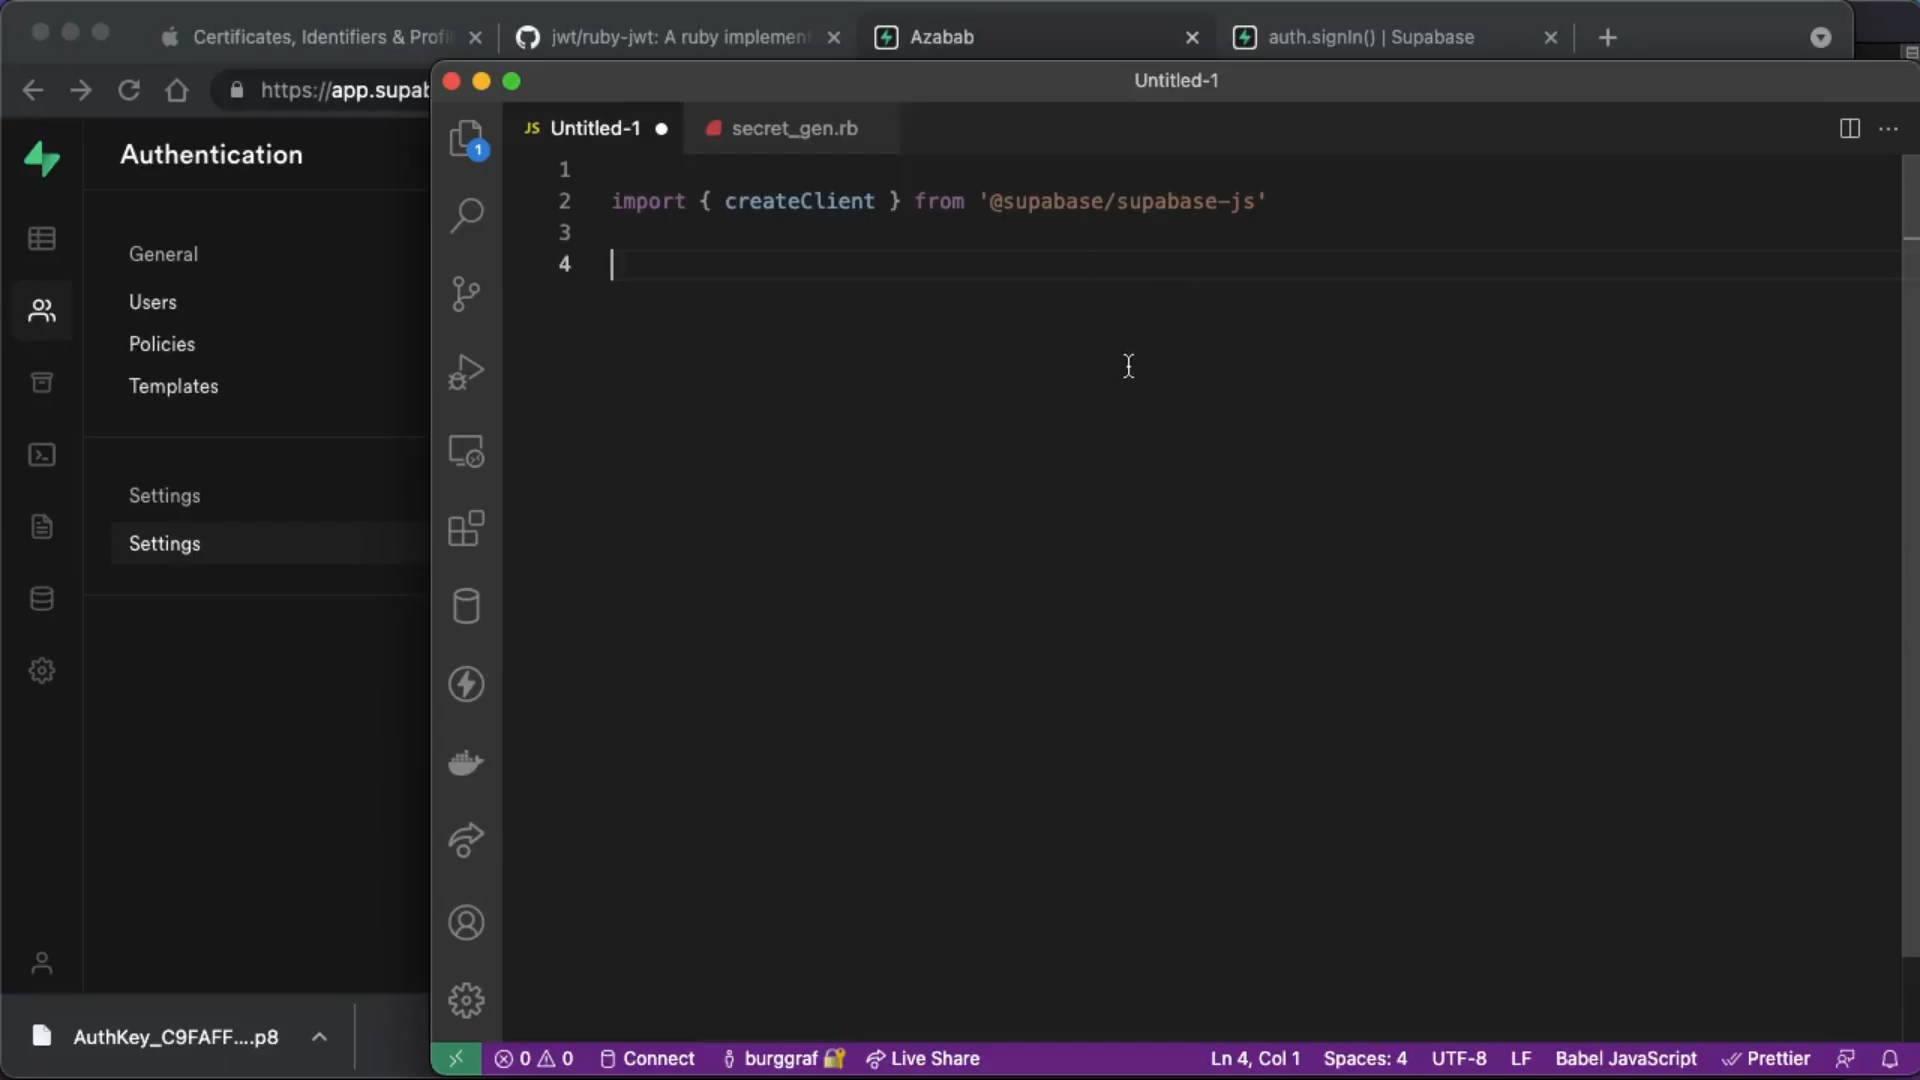 Certificates, Identifiers & Profi
jwt/ruby-jwt: A ruby implemen
Azabab
auth.signIn() | Supabase
https://app.supab
Untitled-1
Authentication
General
Users
Policies
Templates
Settings
Settings
AuthKey_C9FAFF....p8
1
JS Untitled-1
secret_gen.rb
1
2 import { createClient } from '@supabase/supabase-js'
3
4
0 0 Connect burggraf Live Share Ln 4, Col 1 Spaces: 4 UTF-8 LF Babel JavaScript Prettier